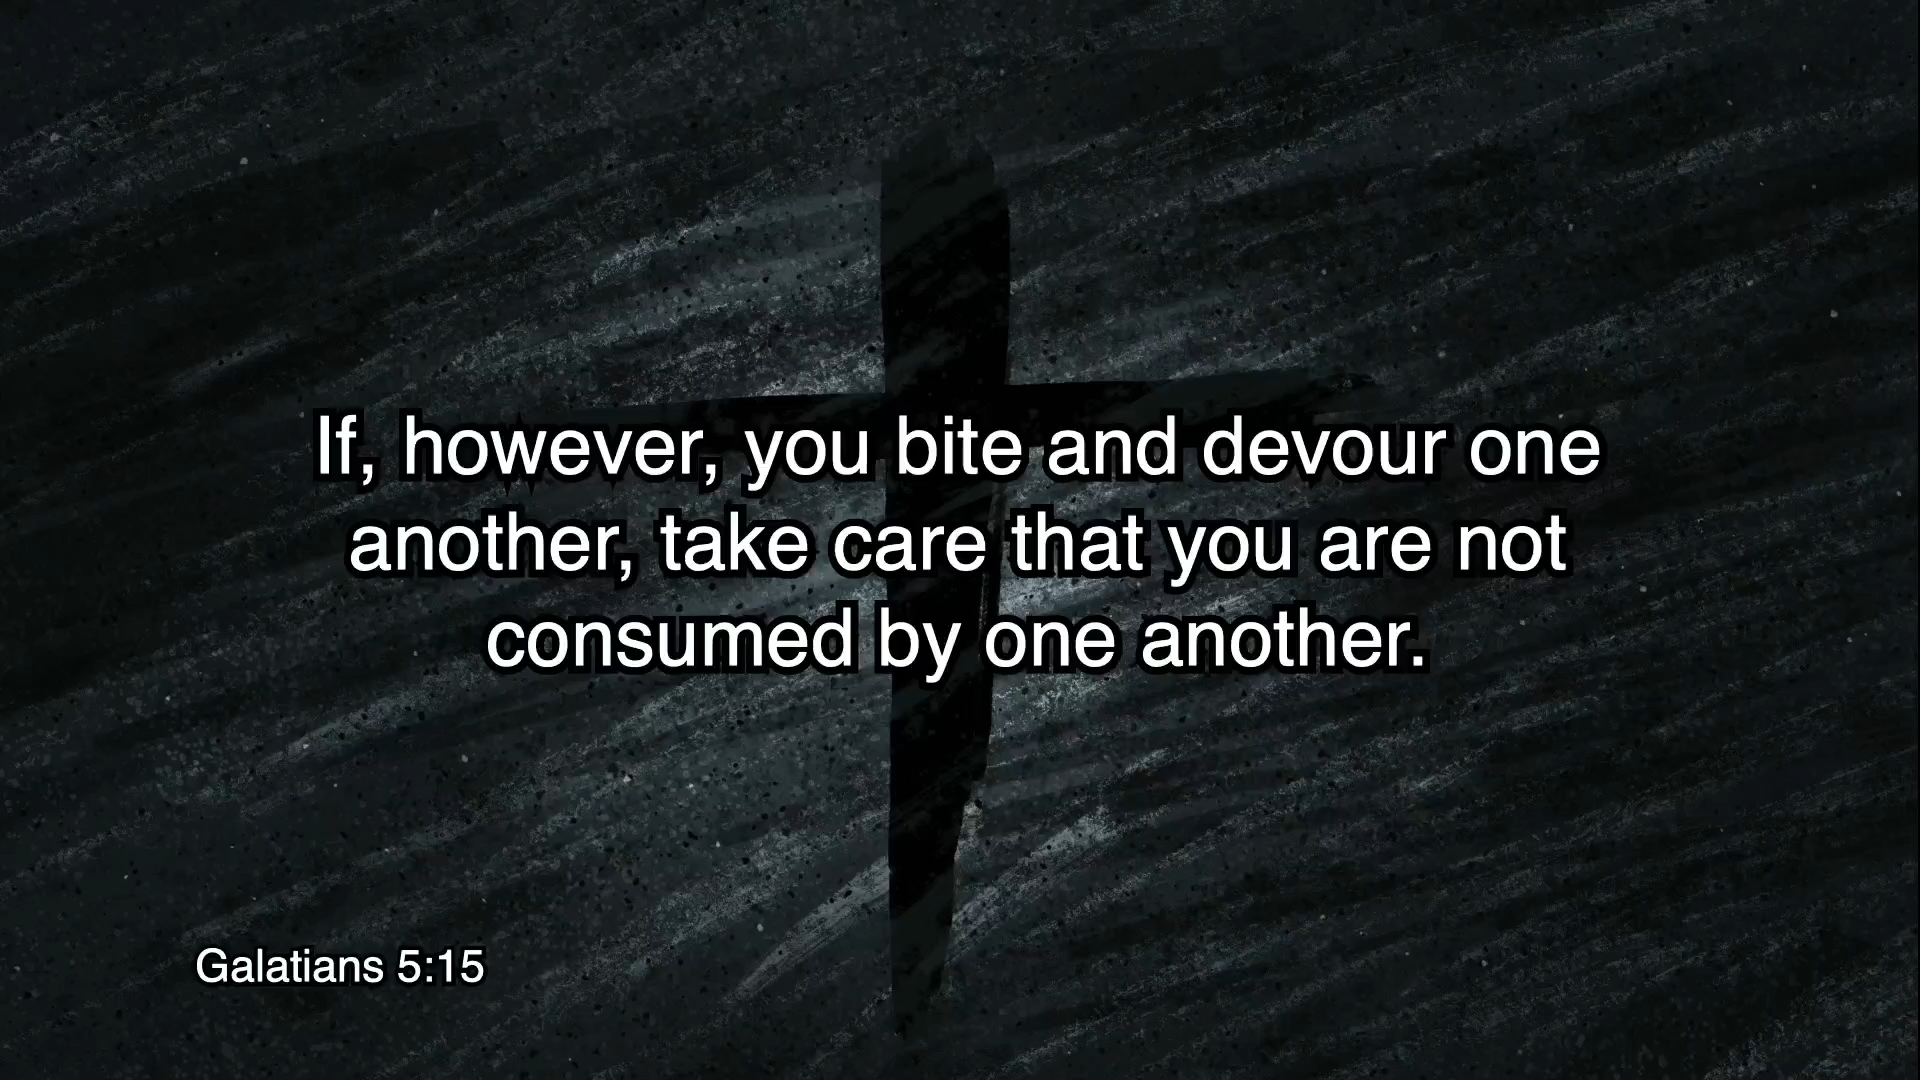 If, however, you bite and devour one
another, take care that you are not
consumed by one another.
Galatians 5:15